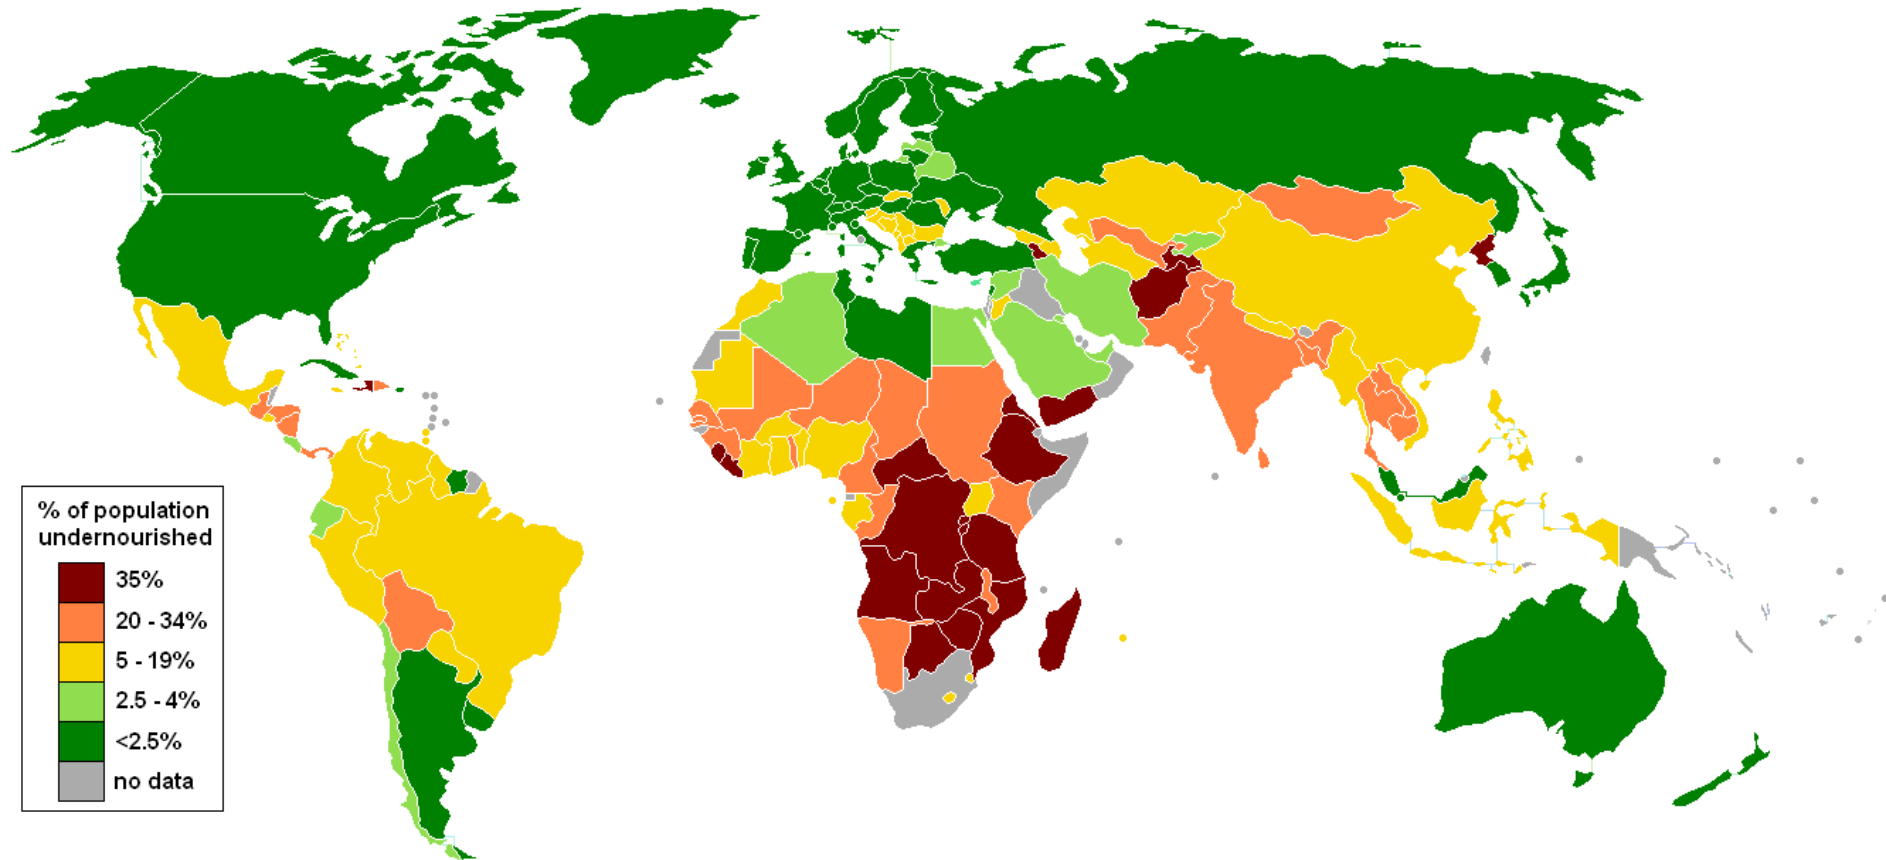 % of population
undernourished
35%
20 - 34%
5 - 19%
2.5 - 4%
<2.5%
no data